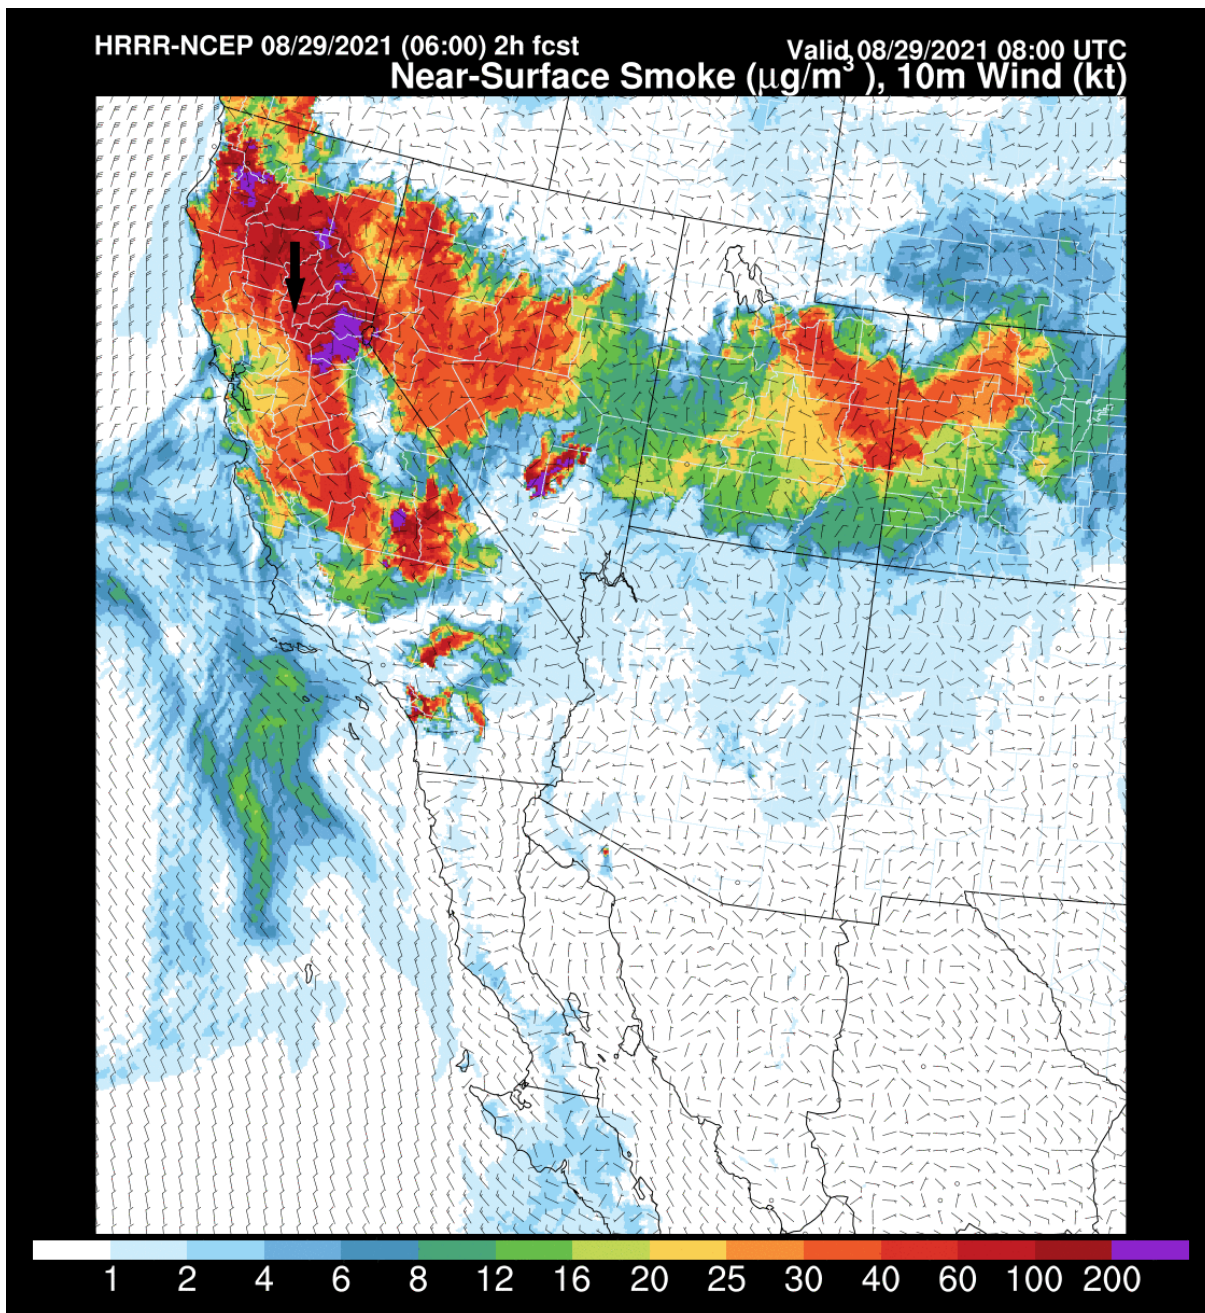 HRRR-NCEP 08/29/2021 (06:00) 2h fcst
Valid 08/29/2021 08:00 UTC
Near-Surface Smoke (μg/m³ ), 10m Wind (kt)
1 2 4 6 8 12 16 20 25 30 40 60 100 200